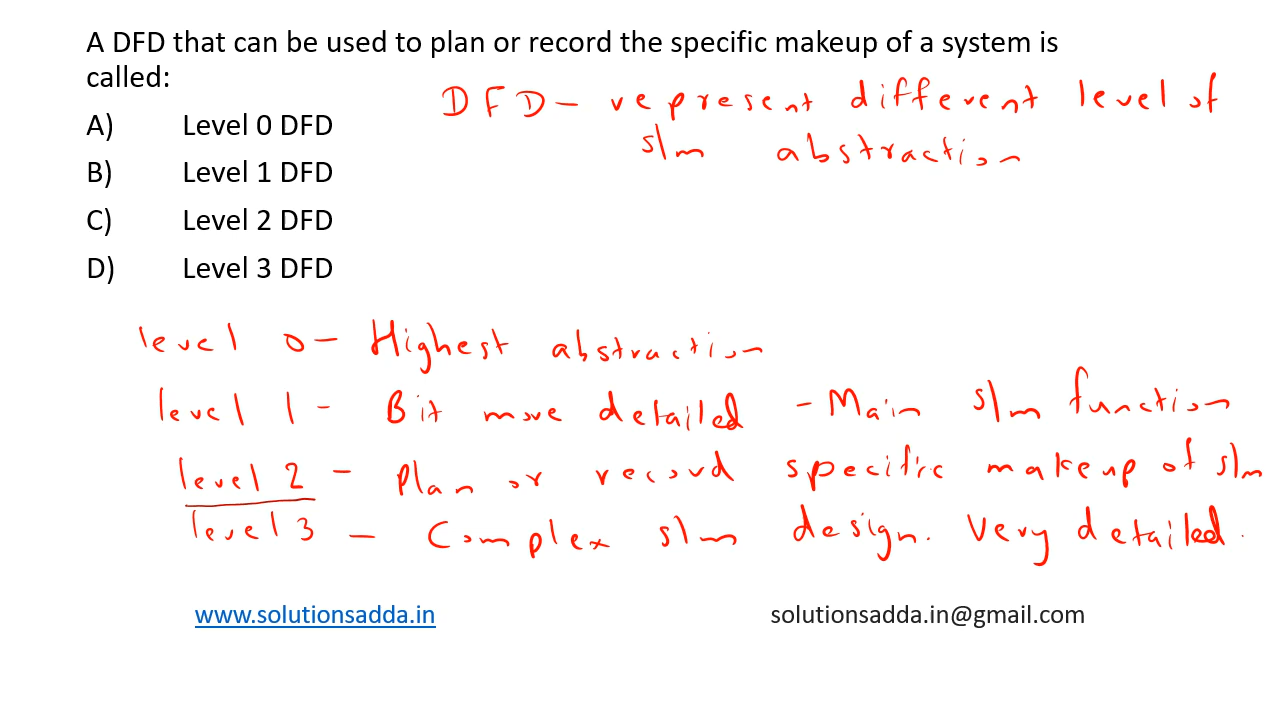 A DFD that can be used to plan or record the specific makeup of a system is
called:
DFD - represent different level of
s/m abstraction
A) Level 0 DFD
B) Level 1 DFD
C) Level 2 DFD
D) Level 3 DFD
level 0 - Highest abstraction
level 1 - Bit more detailed - Main s/m function
level 2 - Plan or record specific makeup of s/m
level 3 - Complex s/m design. Very detailed.
www.solutionsadda.in solutionsadda.in@gmail.com